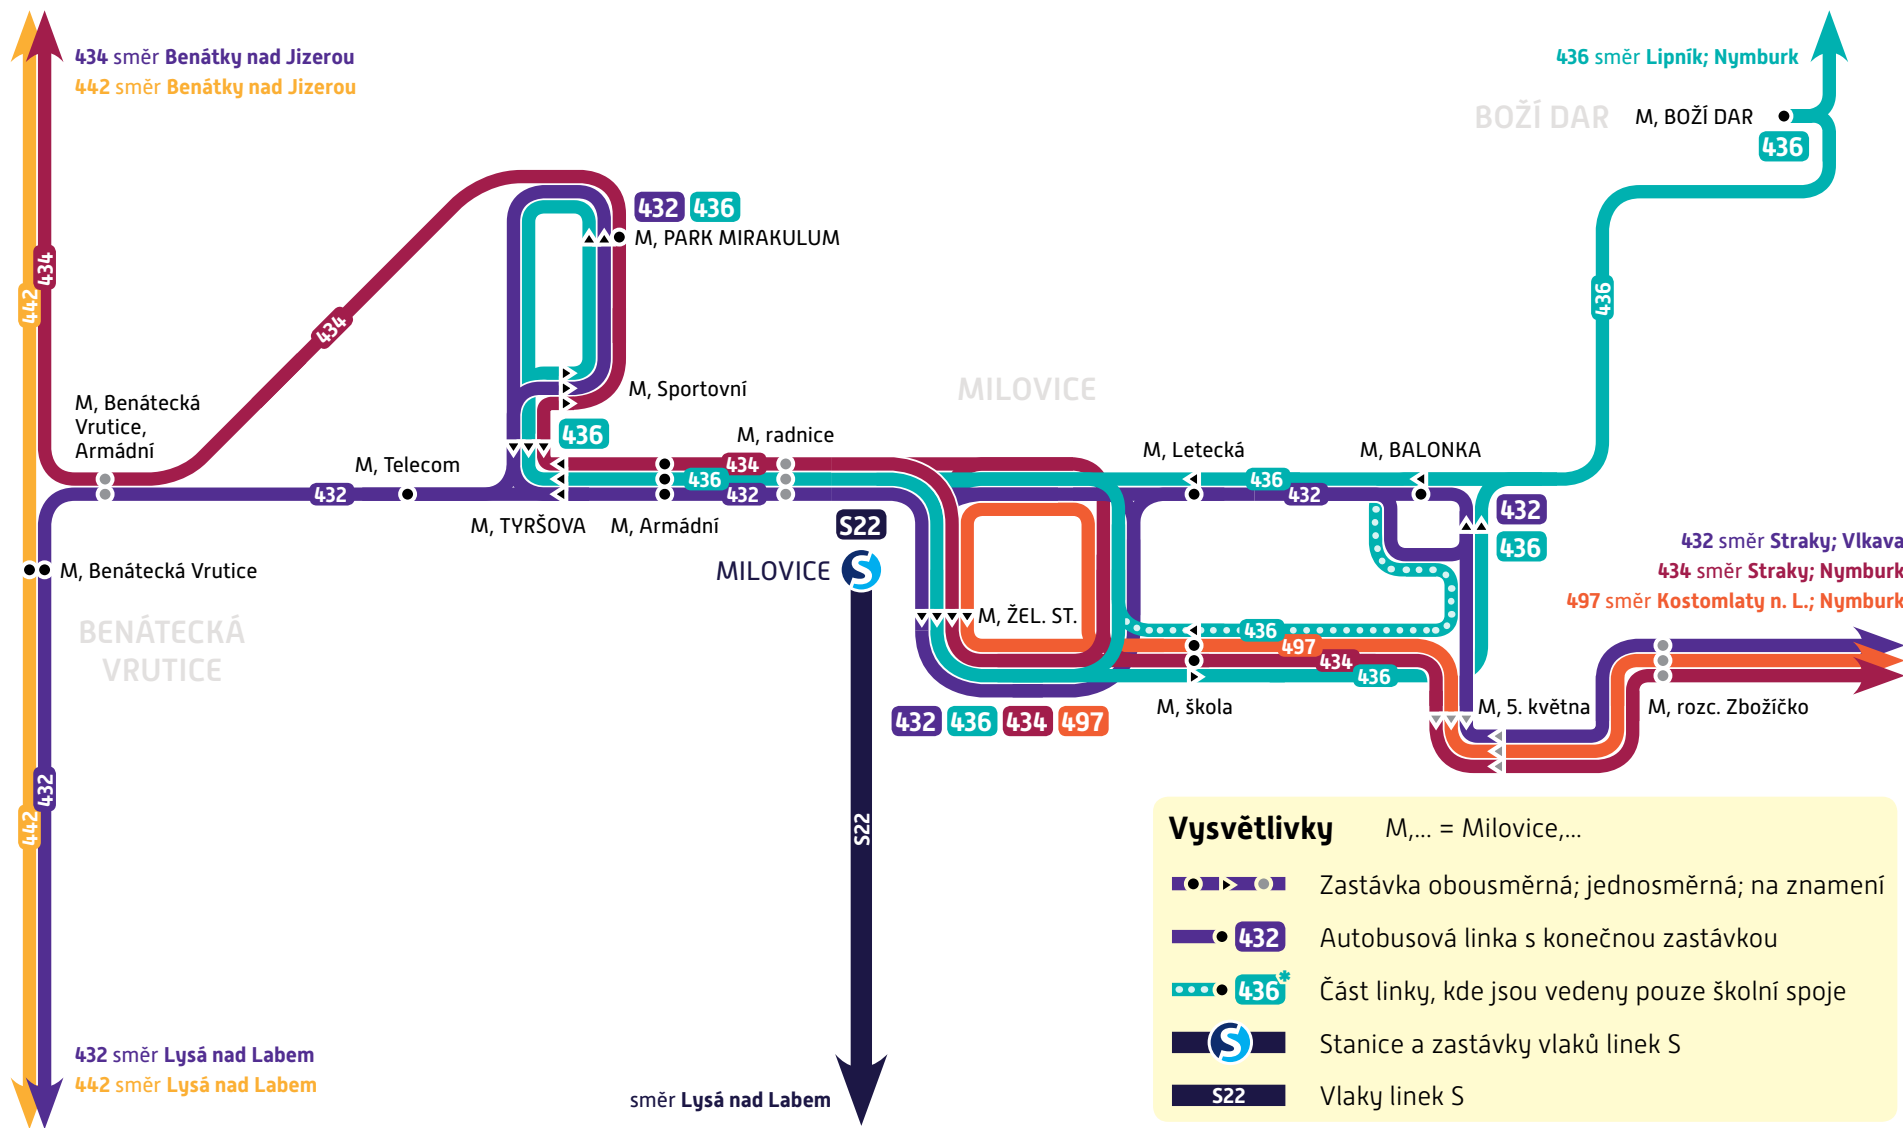 434 směr Benátky nad Jizerou
442 směr Benátky nad Jizerou
436 směr Lipník; Nymburk
BOŽÍ DAR
M, BOŽÍ DAR
436
432 436
M, PARK MIRAKULUM
434
442
434
436
M, Sportovní
MILOVICE
M, Benátecká
Vrutice,
Armádní
436
M, radnice
M, Telecom
M, Letecká
M, BALONKA
434
436
432
432
436
432
M, TYRŠOVA
M, Armádní
S22
MILOVICE
432
436
432 směr Straky; Vlkava
434 směr Straky; Nymburk
497 směr Kostomlaty n. L.; Nymburk
M, Benátecká Vrutice
BENÁTECKÁ
VRUTICE
M, ŽEL. ST.
436
497
434
436
432 436 434 497
M, škola
M, 5. května
M, rozc. Zbožíčko
432
442
S22
Vysvětlivky
M,... = Milovice,...
Zastávka obousměrná; jednosměrná; na znamení
432
Autobusová linka s konečnou zastávkou
436*
Část linky, kde jsou vedeny pouze školní spoje
Stanice a zastávky vlaků linek S
S22
Vlaky linek S
432 směr Lysá nad Labem
442 směr Lysá nad Labem
směr Lysá nad Labem